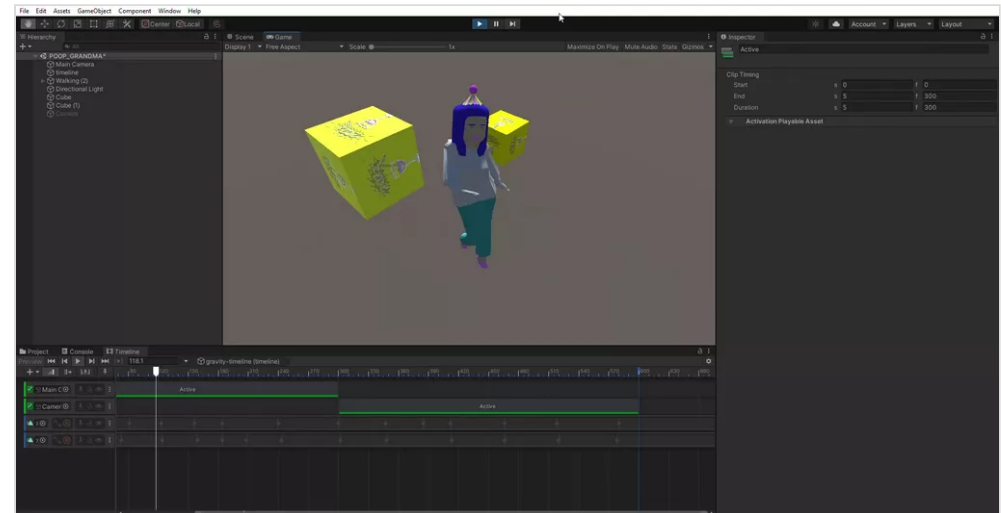 File Edit Assets GameObject Component Window Help
Center Local
Account Layers Layout
Hierarchy
All
POOP_GRANDMA*
Main Camera
timeline
Walking (2)
Directional Light
Cube
Cube (1)
Camera
Scene Game
Display 1 Free Aspect Scale 1x Maximize On Play Mute Audio Stats Gizmos
Inspector
Active
Clip Timing
Start s 0 f 0
End s 5 f 300
Duration s 5 f 300
Activation Playable Asset
Project Console Timeline
Preview 118.1 gravity-timeline (timeline)
Main C Active
Camer Active